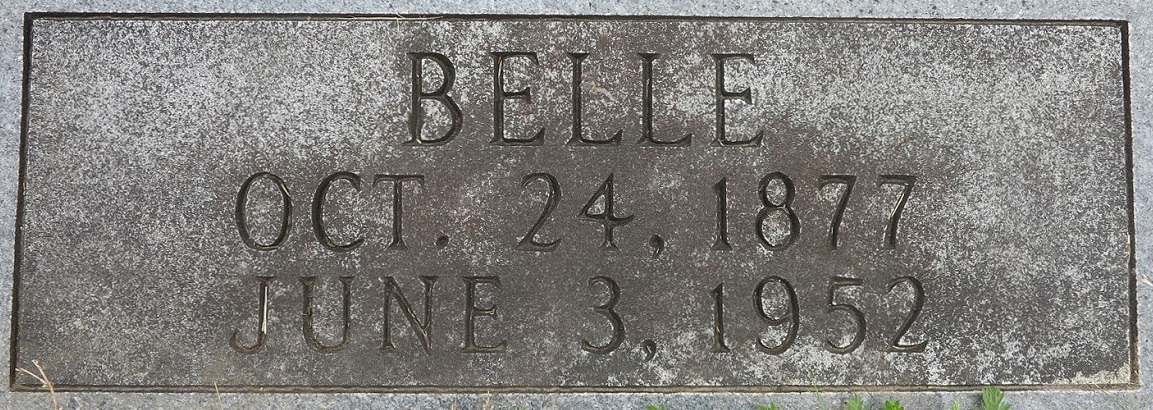 BELLE
OCT. 24, 1877
JUNE 3, 1952